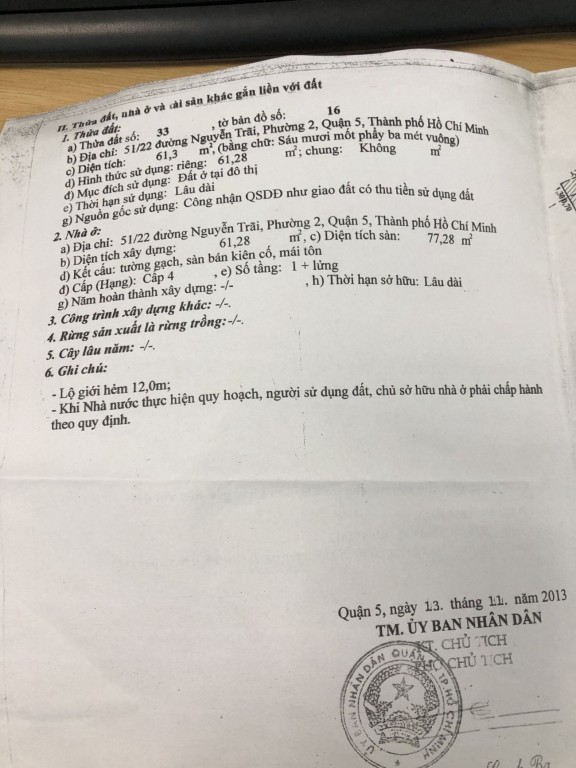 II. Thửa đất, nhà ở và tài sản khác gắn liền với đất
1. Thửa đất:
a) Thửa đất số: 33 , tờ bản đồ số: 16
b) Địa chỉ: 51/22 đường Nguyễn Trãi, Phường 2, Quận 5, Thành phố Hồ Chí Minh
c) Diện tích: 61,3 m², (bằng chữ: Sáu mươi mốt phẩy ba mét vuông)
d) Hình thức sử dụng: riêng: 61,28 m²; chung: Không m²
đ) Mục đích sử dụng: Đất ở tại đô thị
e) Thời hạn sử dụng: Lâu dài
g) Nguồn gốc sử dụng: Công nhận QSDĐ như giao đất có thu tiền sử dụng đất
2. Nhà ở:
a) Địa chỉ: 51/22 đường Nguyễn Trãi, Phường 2, Quận 5, Thành phố Hồ Chí Minh
b) Diện tích xây dựng: 61,28 m², c) Diện tích sàn: 77,28 m²
d) Kết cấu: tường gạch, sàn bán kiên cố, mái tôn
đ) Cấp (Hạng): Cấp 4 , e) Số tầng: 1 + lửng
g) Năm hoàn thành xây dựng: -/- , h) Thời hạn sở hữu: Lâu dài
3. Công trình xây dựng khác: -/-.
4. Rừng sản xuất là rừng trồng: -/-.
5. Cây lâu năm: -/-.
6. Ghi chú:
- Lộ giới hẻm 12,0m;
- Khi Nhà nước thực hiện quy hoạch, người sử dụng đất, chủ sở hữu nhà ở phải chấp hành
theo quy định.
Quận 5, ngày 13. tháng 11. năm 2013
TM. ỦY BAN NHÂN DÂN
KT. CHỦ TỊCH
PHÓ CHỦ TỊCH
ỦY BAN NHÂN DÂN QUẬN TP.HỒ CHÍ MINH